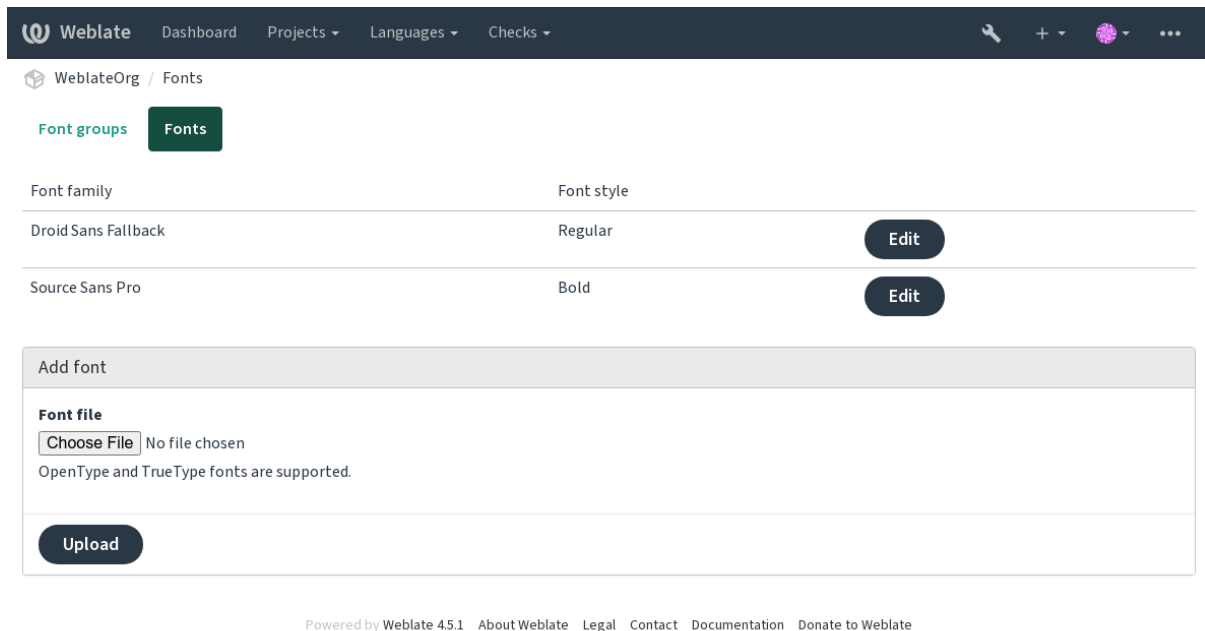 Weblate Dashboard Projects Languages Checks
WeblateOrg / Fonts
Font groups Fonts
Font family Font style
Droid Sans Fallback Regular Edit
Source Sans Pro Bold Edit
Add font
Font file
Choose File No file chosen
OpenType and TrueType fonts are supported.
Upload
Powered by Weblate 4.5.1 About Weblate Legal Contact Documentation Donate to Weblate